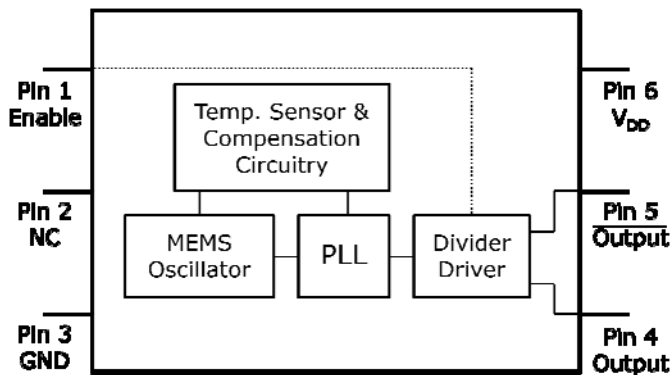 Pin 1
Enable
Temp. Sensor &
Compensation
Circuitry
Pin 6
VDD
Pin 2
NC
MEMS
Oscillator
PLL
Divider
Driver
Pin 5
Output
Pin 3
GND
Pin 4
Output